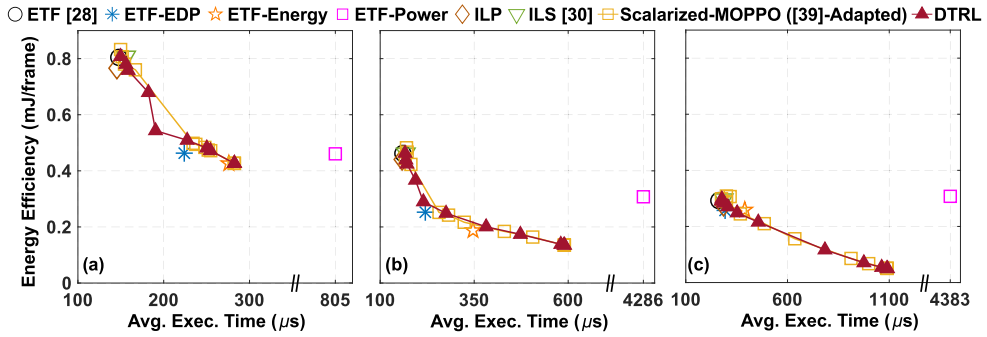 ETF [28] ETF-EDP ETF-Energy ETF-Power ILP ILS [30] Scalarized-MOPPO ([39]-Adapted) DTRL
Energy Efficiency (mJ/frame)
0.8
0.6
0.4
0.2
0
(a) (b) (c)
100 200 300 // 805 100 350 600 // 4286 100 600 1100 // 4383
Avg. Exec. Time (μs) Avg. Exec. Time (μs) Avg. Exec. Time (μs)